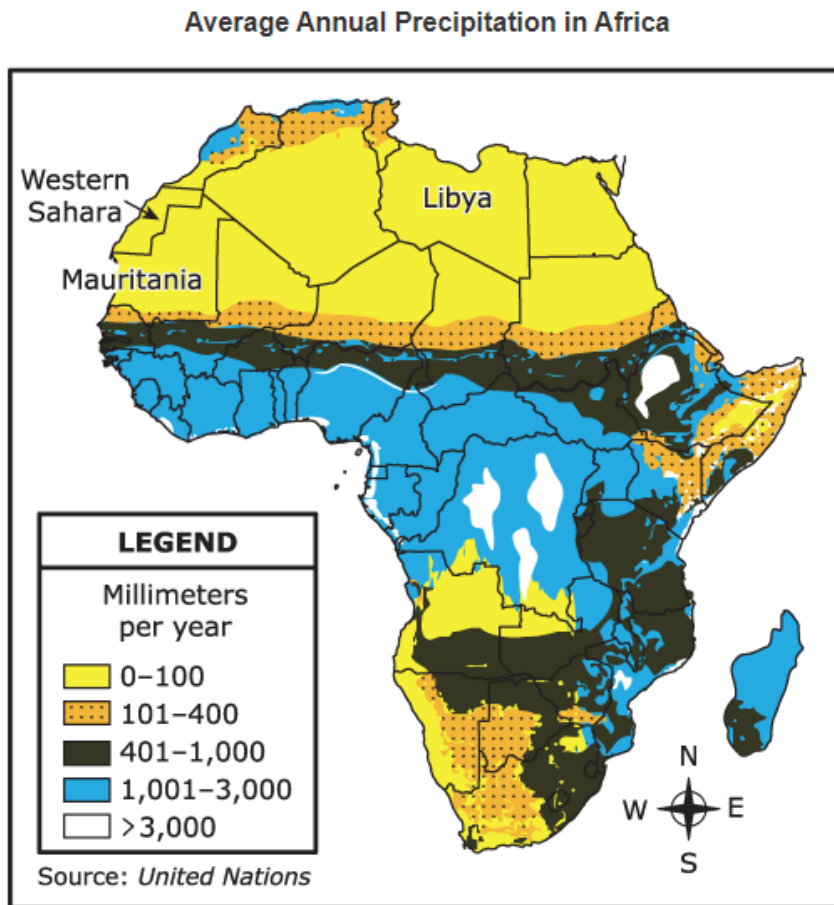 Average Annual Precipitation in Africa
Western
Sahara
Libya
Mauritania
LEGEND
Millimeters
per year
0–100
101–400
401–1,000
1,001–3,000
>3,000
N
W
E
S
Source: United Nations